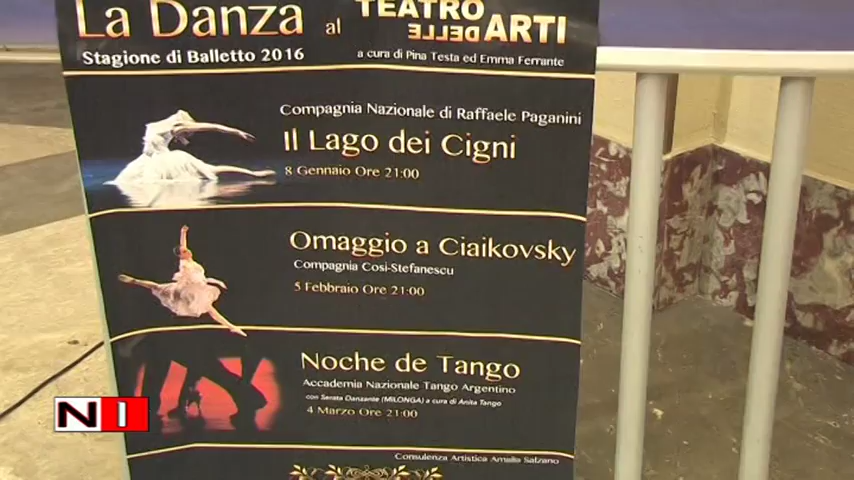 La Danza al TEATRO DELLE ARTI
Stagione di Balletto 2016
a cura di Pina Testa ed Emma Ferrante
Compagnia Nazionale di Raffaele Paganini
Il Lago dei Cigni
8 Gennaio Ore 21:00
Omaggio a Ciaikovsky
Compagnia Cosi-Stefanescu
5 Febbraio Ore 21:00
Noche de Tango
Accademia Nazionale Tango Argentino
con Serata Danzante (MILONGA) a cura di Anita Tango
4 Marzo Ore 21:00
Consulenza Artistica Amalia Salzano
N1